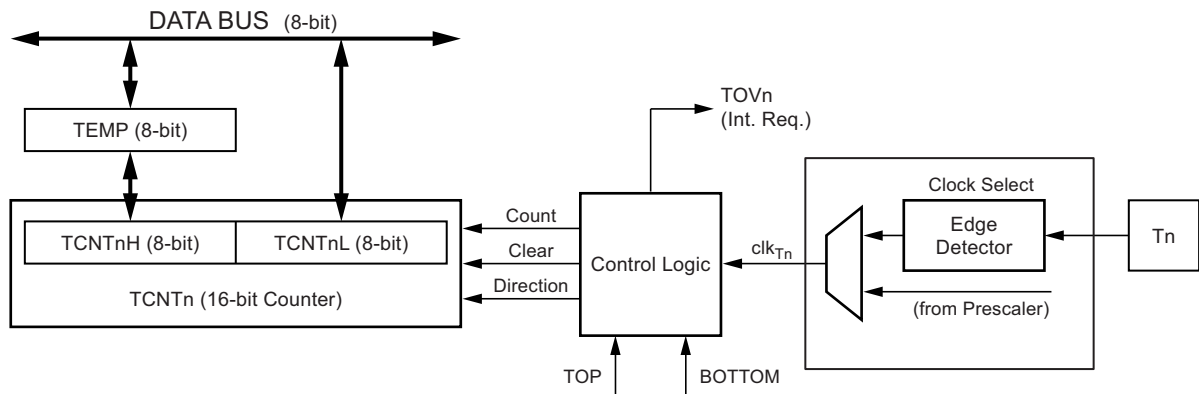 DATA BUS (8-bit)
TEMP (8-bit)
TCNTnH (8-bit)
TCNTnL (8-bit)
TCNTn (16-bit Counter)
Count
Clear
Direction
Control Logic
TOVn
(Int. Req.)
TOP
BOTTOM
clkTn
Clock Select
Edge
Detector
(from Prescaler)
Tn